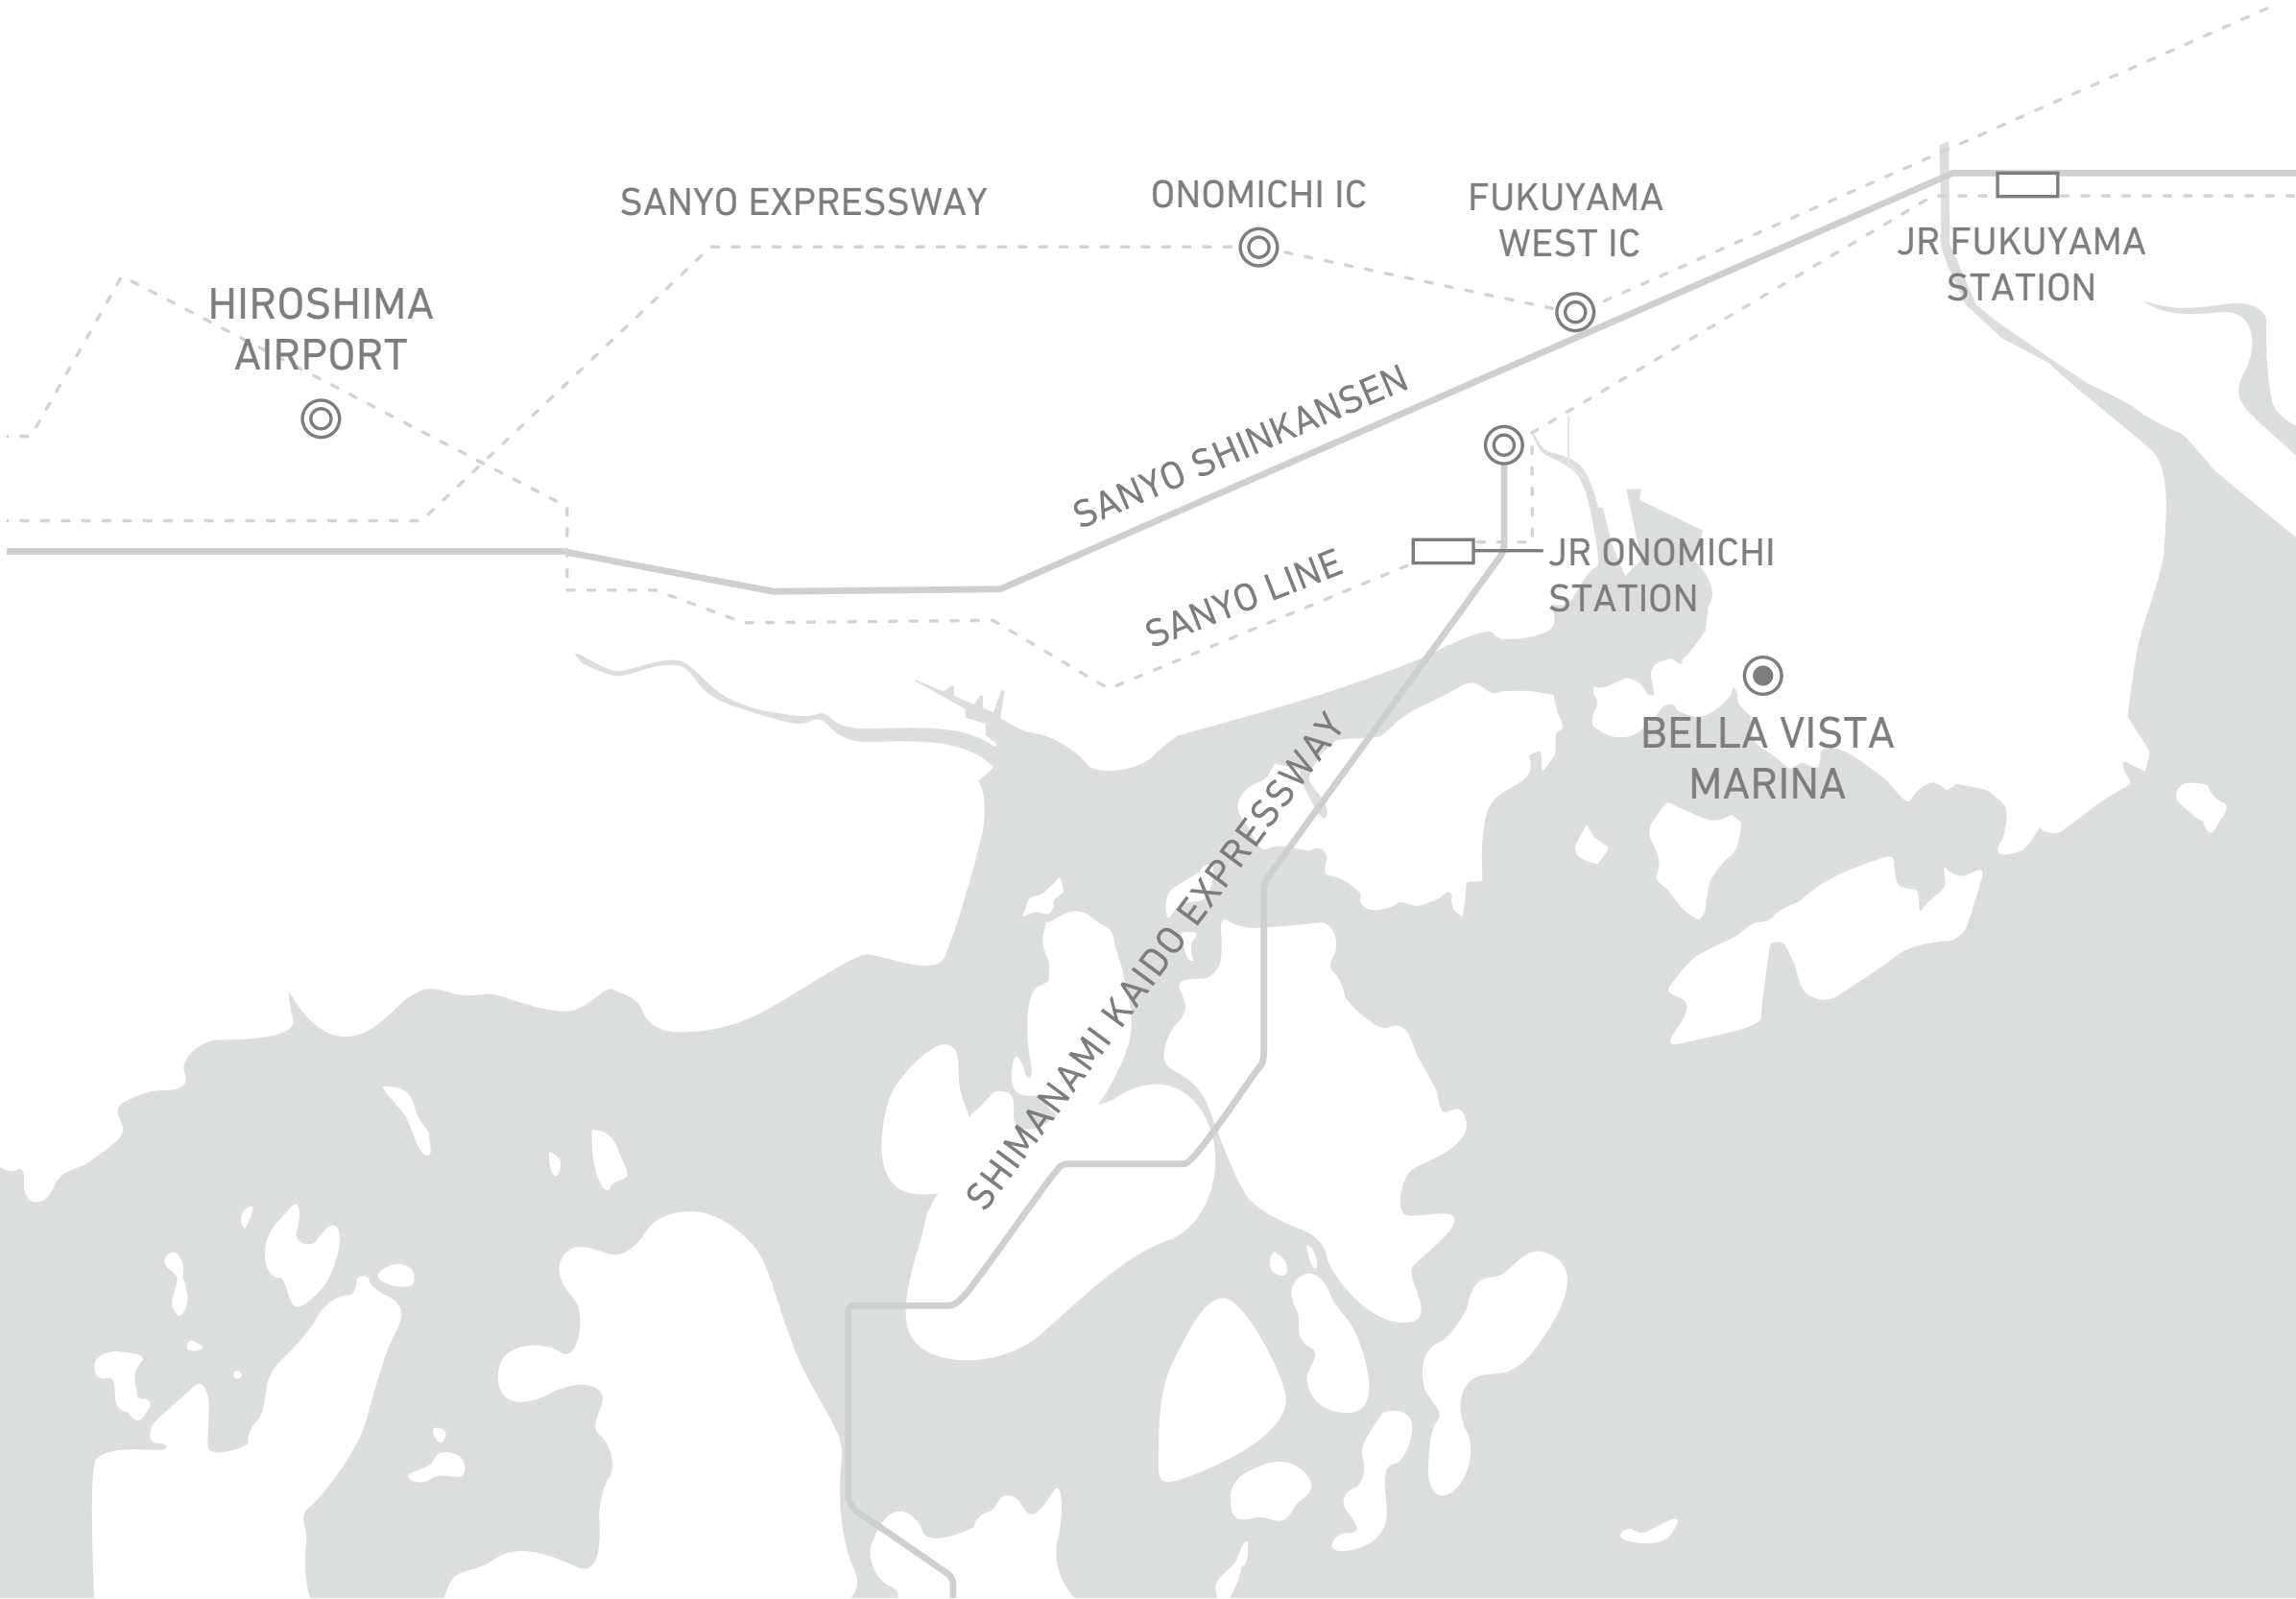 SANYO EXPRESSWAY
ONOMICHI IC
FUKUYAMA
WEST IC
JR FUKUYAMA
STATION
HIROSHIMA
AIRPORT
SANYO SHINKANSEN
SANYO LINE
JR ONOMICHI
STATION
BELLA VISTA
MARINA
SHIMANAMI KAIDO EXPRESSWAY